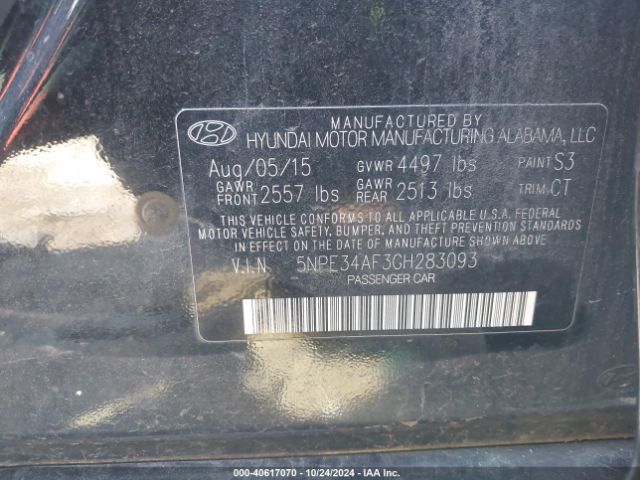 MANUFACTURED BY
HYUNDAI MOTOR MANUFACTURING ALABAMA, LLC
Aug/05/15 GVWR 4497 lbs PAINT S3
GAWR FRONT 2557 lbs GAWR REAR 2513 lbs TRIM CT
THIS VEHICLE CONFORMS TO ALL APPLICABLE U.S.A. FEDERAL
MOTOR VEHICLE SAFETY, BUMPER, AND THEFT PREVENTION STANDARDS
IN EFFECT ON THE DATE OF MANUFACTURE SHOWN ABOVE
V.I.N. 5NPE34AF3GH283093
PASSENGER CAR
000-40617070 - 10/24/2024 - IAA Inc.